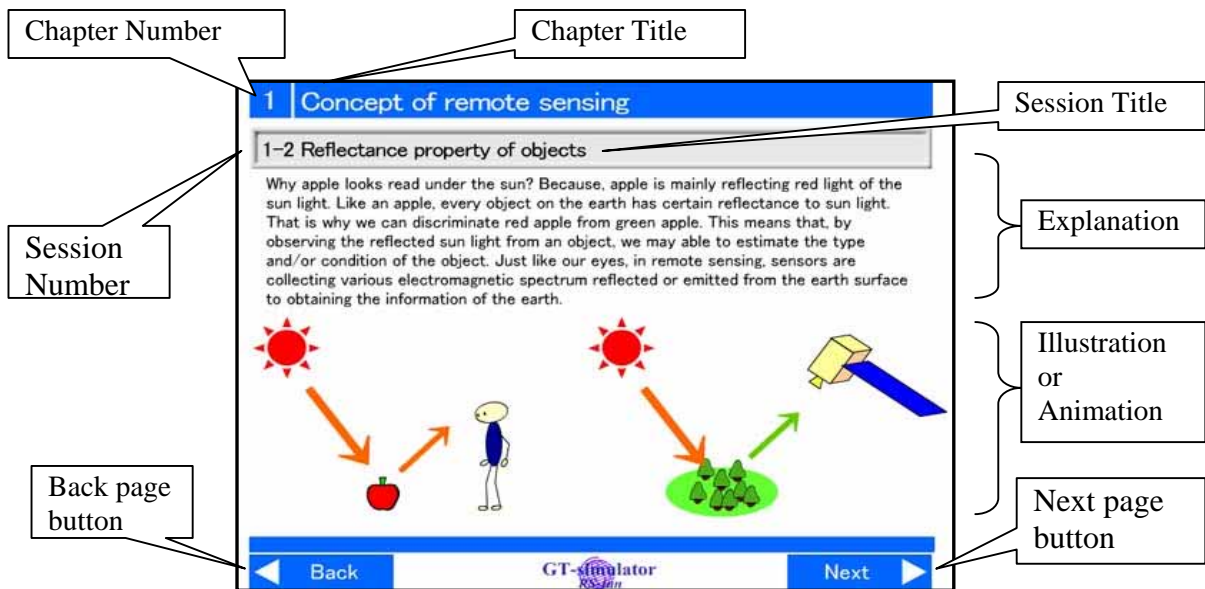 Chapter Number
Chapter Title
1 Concept of remote sensing
Session Title
1-2 Reflectance property of objects
Why apple looks read under the sun? Because, apple is mainly reflecting red light of the
sun light. Like an apple, every object on the earth has certain reflectance to sun light.
That is why we can discriminate red apple from green apple. This means that, by
observing the reflected sun light from an object, we may able to estimate the type
and/or condition of the object. Just like our eyes, in remote sensing, sensors are
collecting various electromagnetic spectrum reflected or emitted from the earth surface
to obtaining the information of the earth.
Explanation
Session
Number
Illustration
or
Animation
Back page
button
Next page
button
Back
GT-simulator
Next